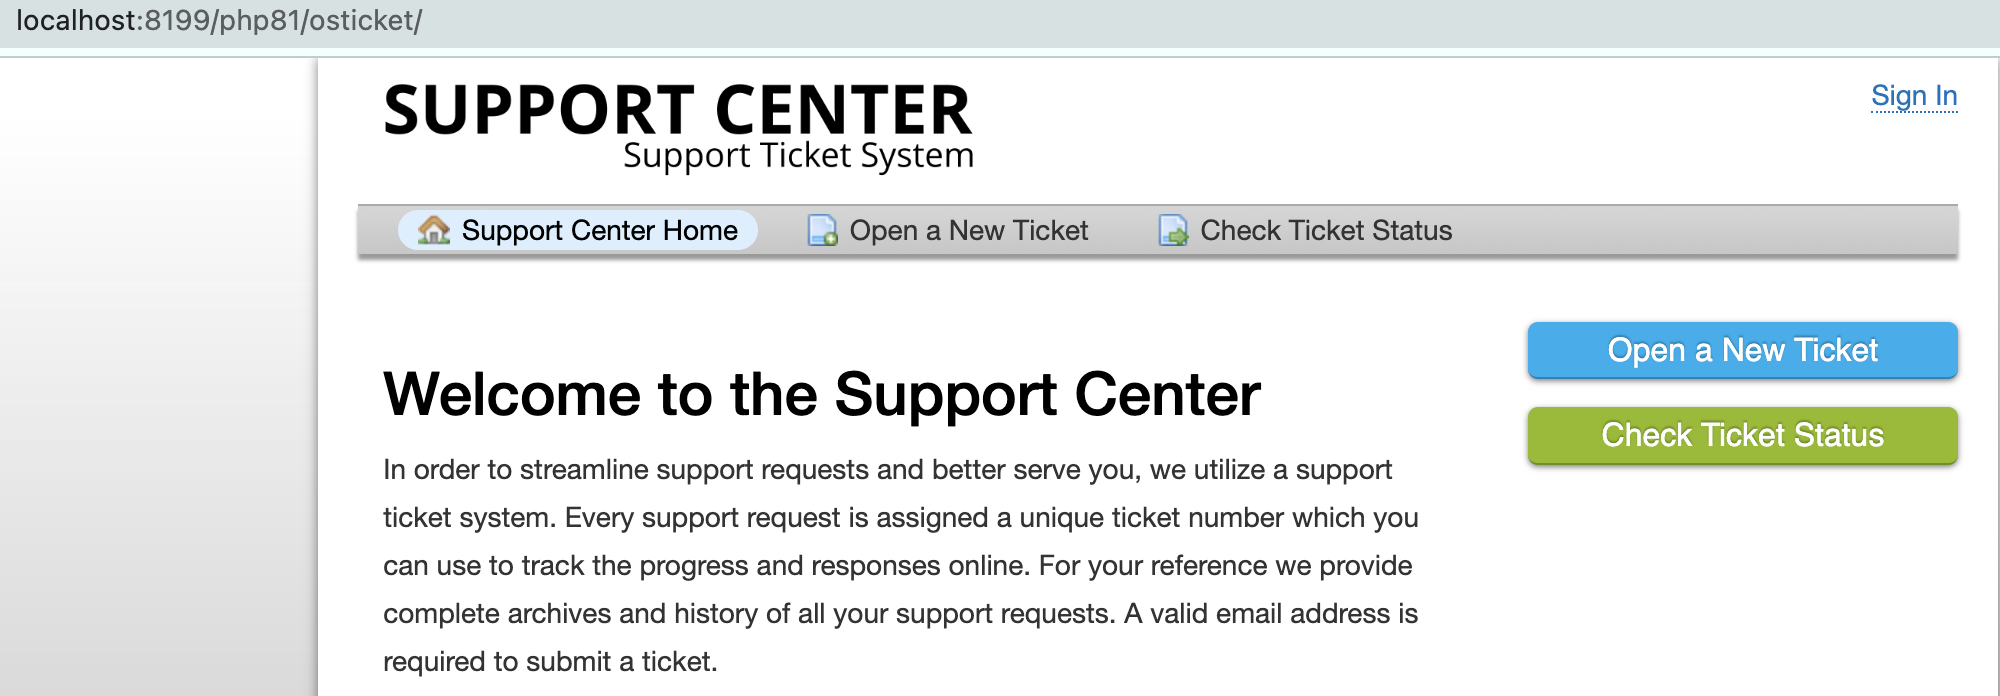 localhost:8199/php81/osticket/
SUPPORT CENTER
Support Ticket System
Sign In
Support Center Home
Open a New Ticket
Check Ticket Status
Open a New Ticket
Check Ticket Status
Welcome to the Support Center
In order to streamline support requests and better serve you, we utilize a support
ticket system. Every support request is assigned a unique ticket number which you
can use to track the progress and responses online. For your reference we provide
complete archives and history of all your support requests. A valid email address is
required to submit a ticket.